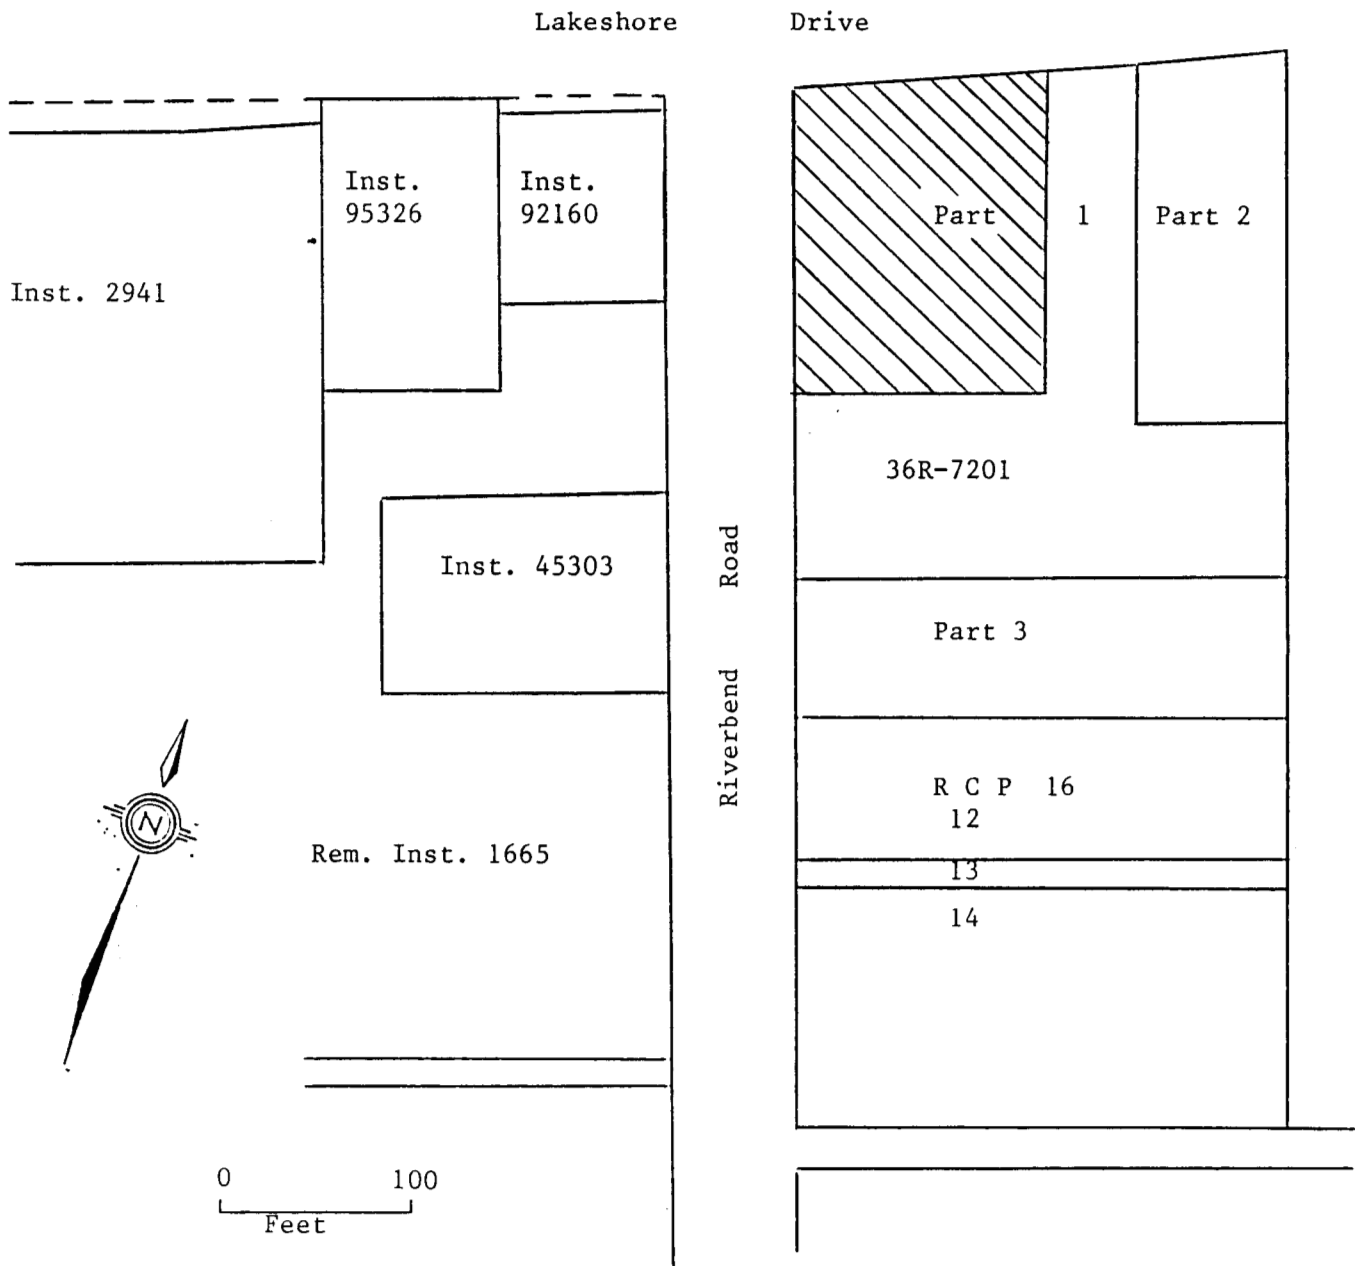 Lakeshore Drive
Inst.
95326
Inst.
92160
Part 1
Part 2
Inst. 2941
36R-7201
Inst. 45303
Riverbend Road
Part 3
R C P 16
12
13
14
Rem. Inst. 1665
N
0 100
Feet